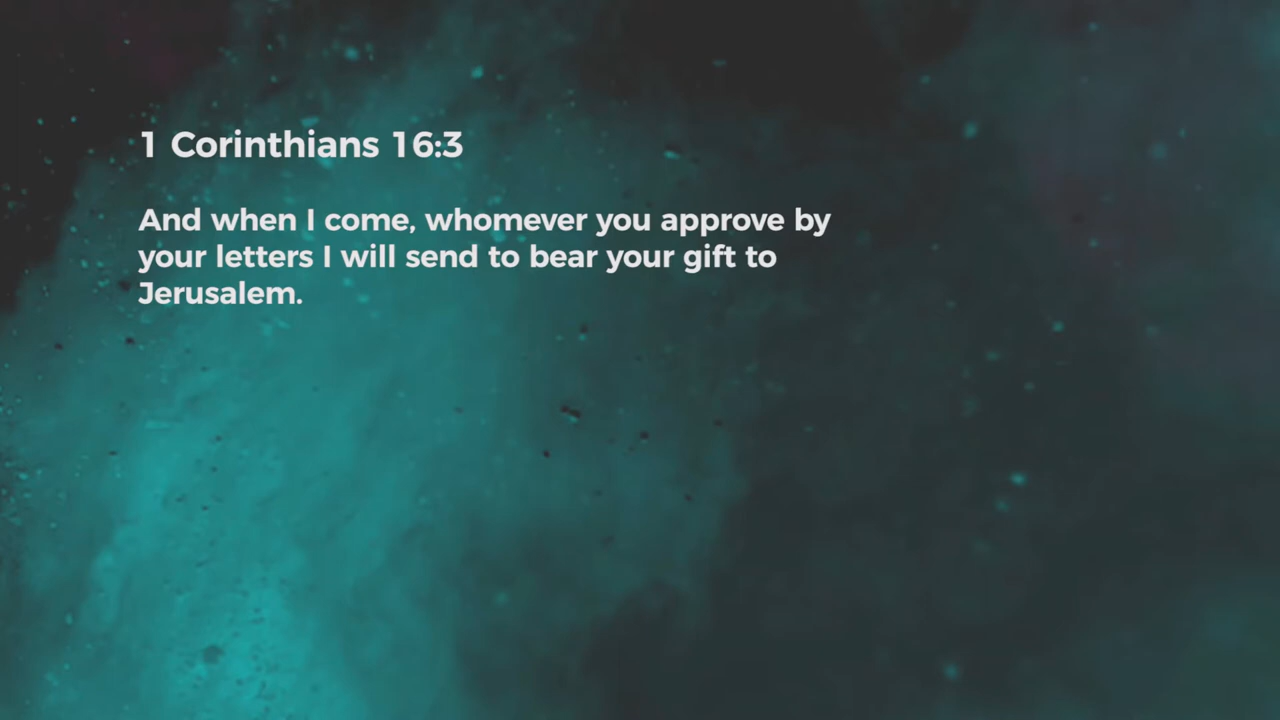 1 Corinthians 16:3
And when I come, whomever you approve by
your letters I will send to bear your gift to
Jerusalem.